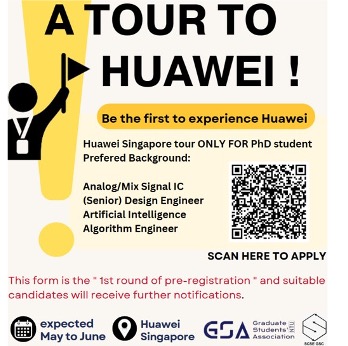 A TOUR TO
HUAWEI !
Be the first to experience Huawei
Huawei Singapore tour ONLY FOR PhD student
Prefered Background:
Analog/Mix Signal IC
(Senior) Design Engineer
Artificial Intelligence
Algorithm Engineer
SCAN HERE TO APPLY
This form is the " 1st round of pre-registration " and suitable
candidates will receive further notifications.
expected
May to June
Huawei
Singapore
GSA
Graduate
Students'
Association